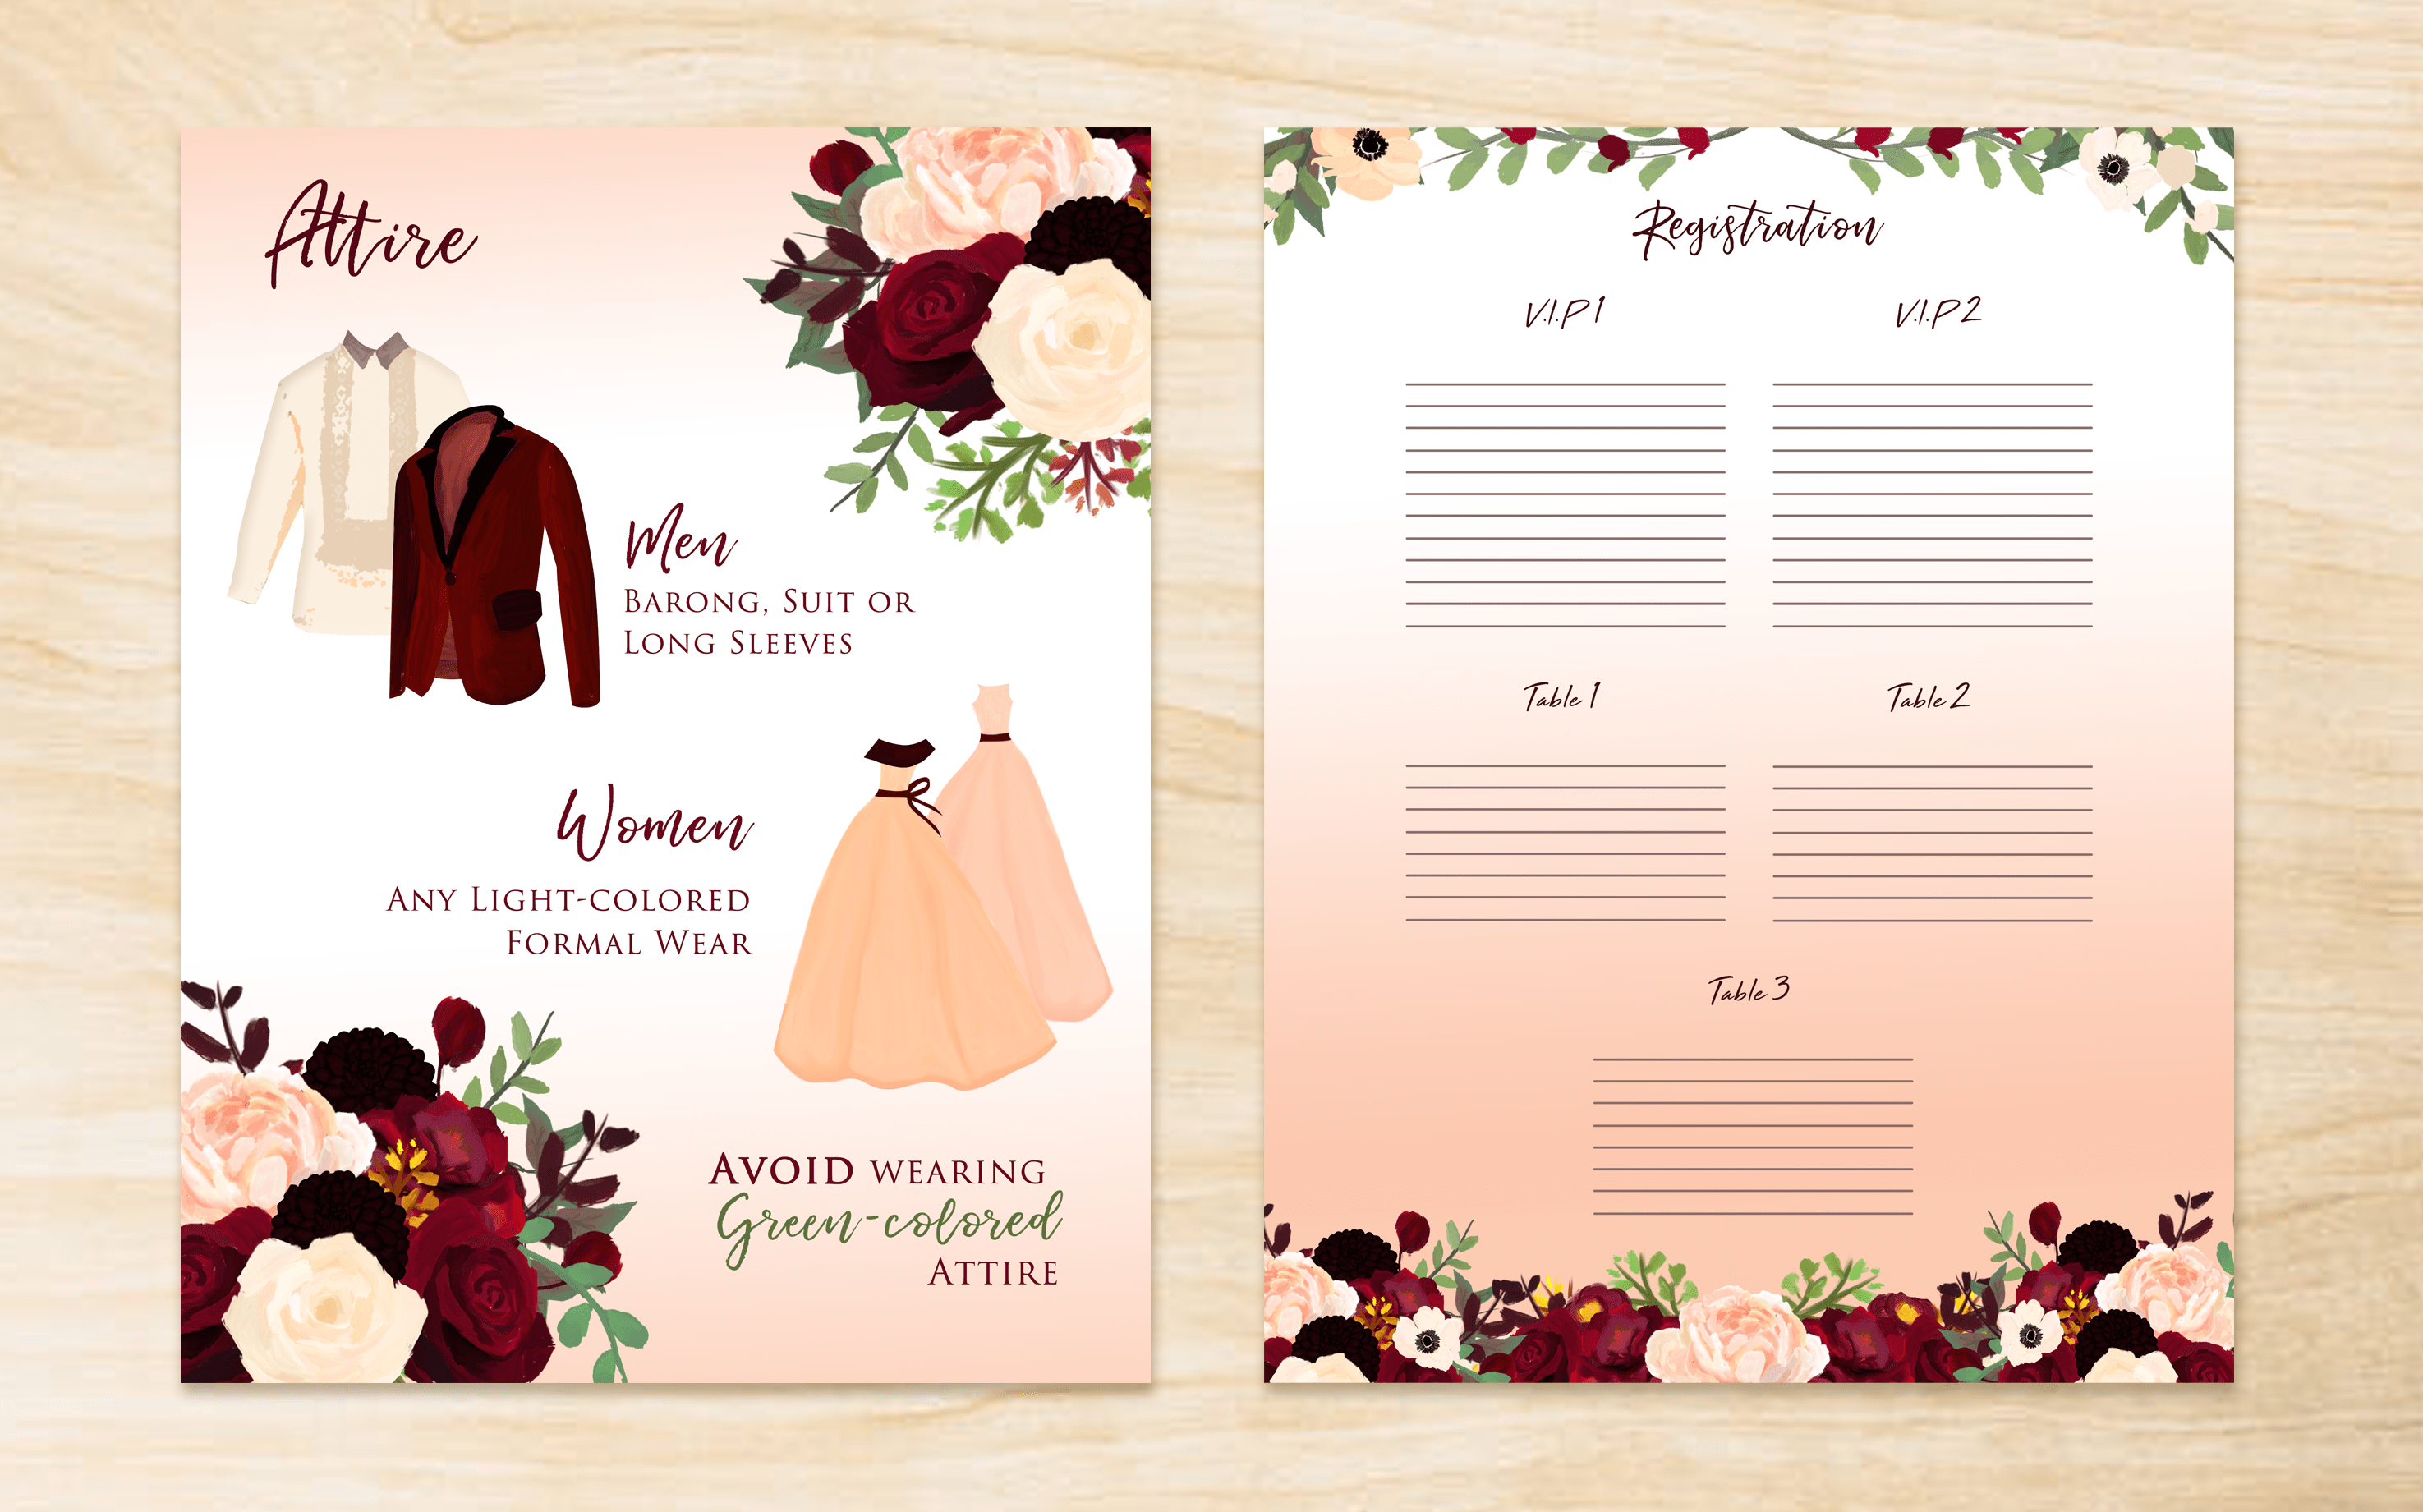 Attire
Men
Barong, Suit or
Long Sleeves
Women
Any Light-colored
Formal Wear
Avoid wearing
Green-colored
Attire
Registration
V.I.P 1
V.I.P 2
Table 1
Table 2
Table 3